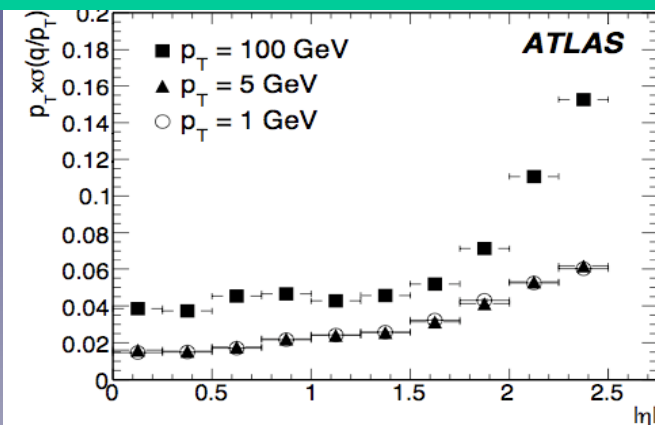 0.2
ATLAS
p_T = 100 GeV
p_T = 5 GeV
p_T = 1 GeV
p_T×σ(q/p_T)
0.18
0.16
0.14
0.12
0.1
0.08
0.06
0.04
0.02
0
0 0.5 1 1.5 2 2.5
|η|